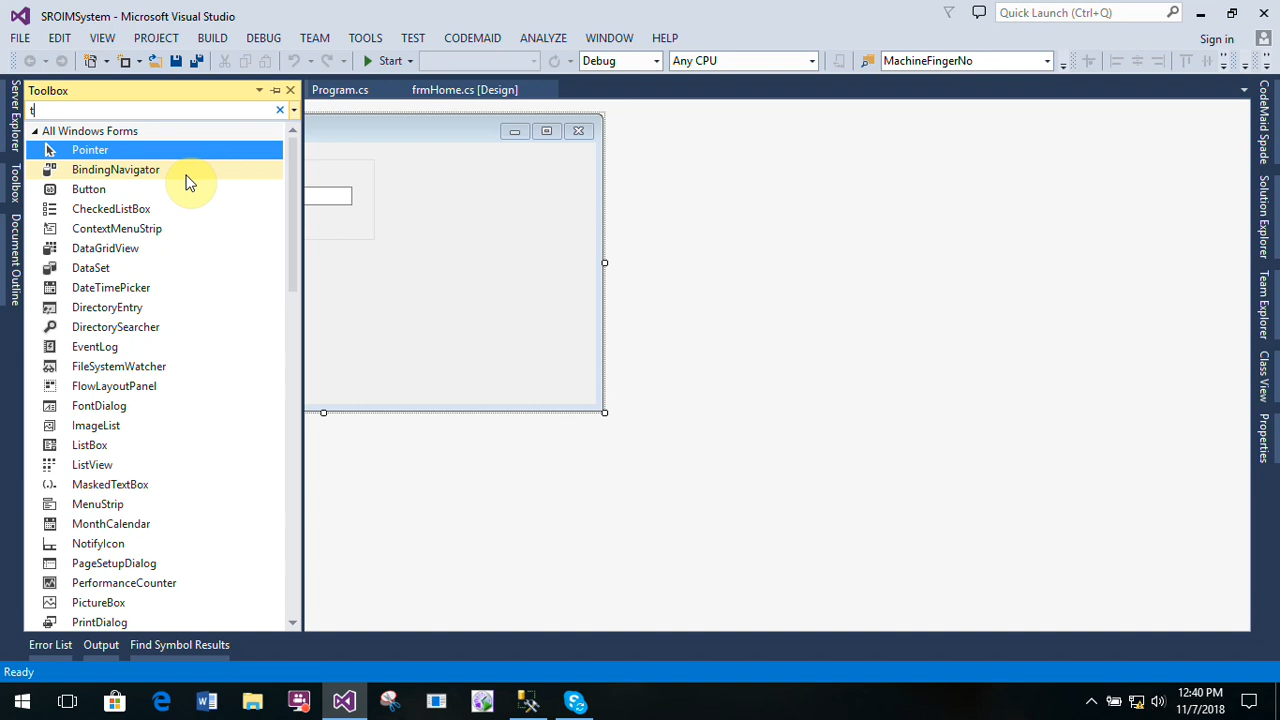 SROIMSystem - Microsoft Visual Studio
Quick Launch (Ctrl+Q)
FILE EDIT VIEW PROJECT BUILD DEBUG TEAM TOOLS TEST CODEMAID ANALYZE WINDOW HELP
Sign in
Start Debug Any CPU MachineFingerNo
Server Explorer
Toolbox
Document Outline
Toolbox
t
All Windows Forms
Pointer
BindingNavigator
Button
CheckedListBox
ContextMenuStrip
DataGridView
DataSet
DateTimePicker
DirectoryEntry
DirectorySearcher
EventLog
FileSystemWatcher
FlowLayoutPanel
FontDialog
ImageList
ListBox
ListView
MaskedTextBox
MenuStrip
MonthCalendar
NotifyIcon
PageSetupDialog
PerformanceCounter
PictureBox
PrintDialog
Program.cs frmHome.cs [Design]
CodeMaid Spade
Solution Explorer
Team Explorer
Class View
Properties
Error List Output Find Symbol Results
Ready
12:40 PM
11/7/2018